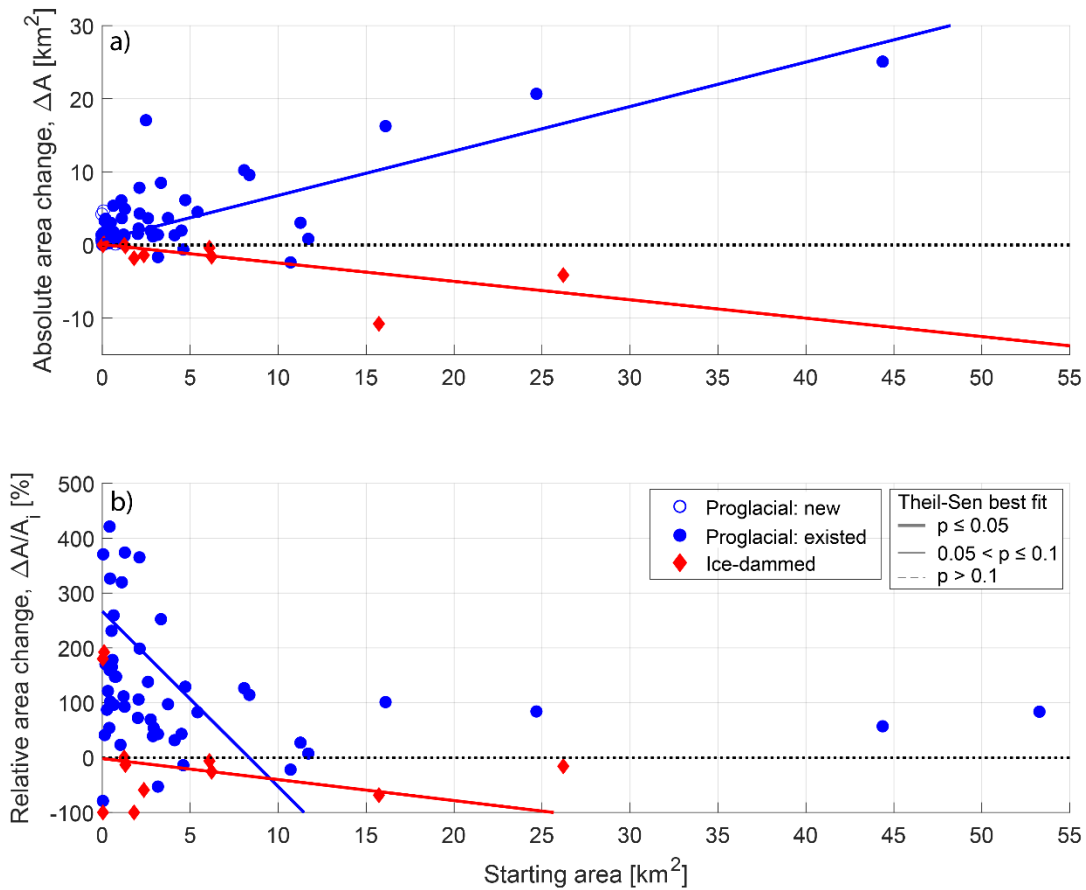 a)
Absolute area change, ΔA [km²]
30
20
10
0
-10
0 5 10 15 20 25 30 35 40 45 50 55
b)
Relative area change, ΔA/Aᵢ [%]
500
400
300
200
100
0
-100
Proglacial: new
Proglacial: existed
Ice-dammed
Theil-Sen best fit
p ≤ 0.05
0.05 < p ≤ 0.1
p > 0.1
0 5 10 15 20 25 30 35 40 45 50 55
Starting area [km²]